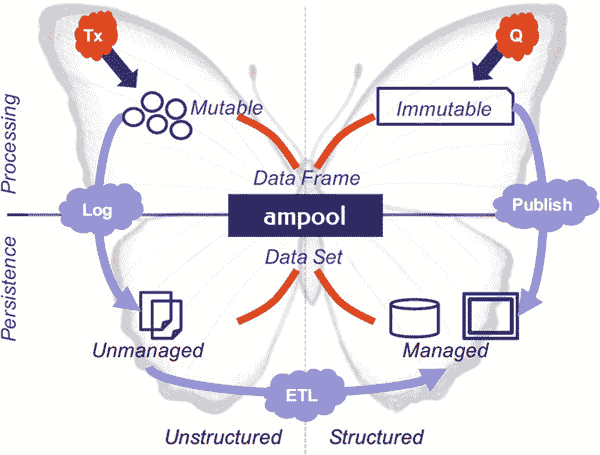 Tx
Q
Mutable
Immutable
Processing
Data Frame
Log
ampool
Publish
Data Set
Persistence
Unmanaged
Managed
ETL
Unstructured
Structured